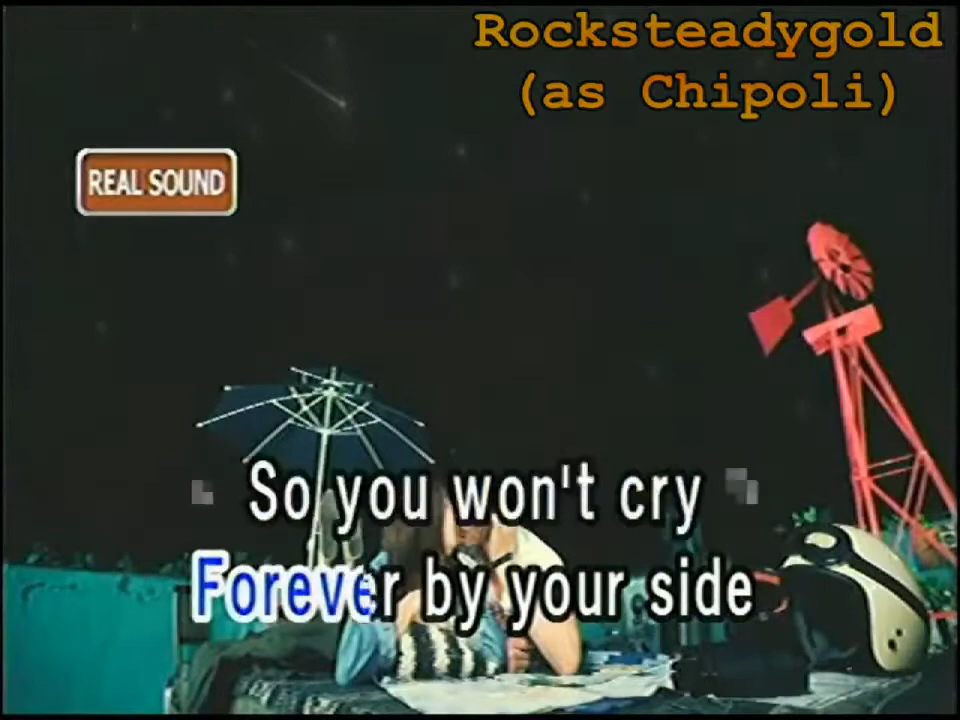 Rocksteadygold
(as Chipoli)
REAL SOUND
So you won't cry
Forever by your side